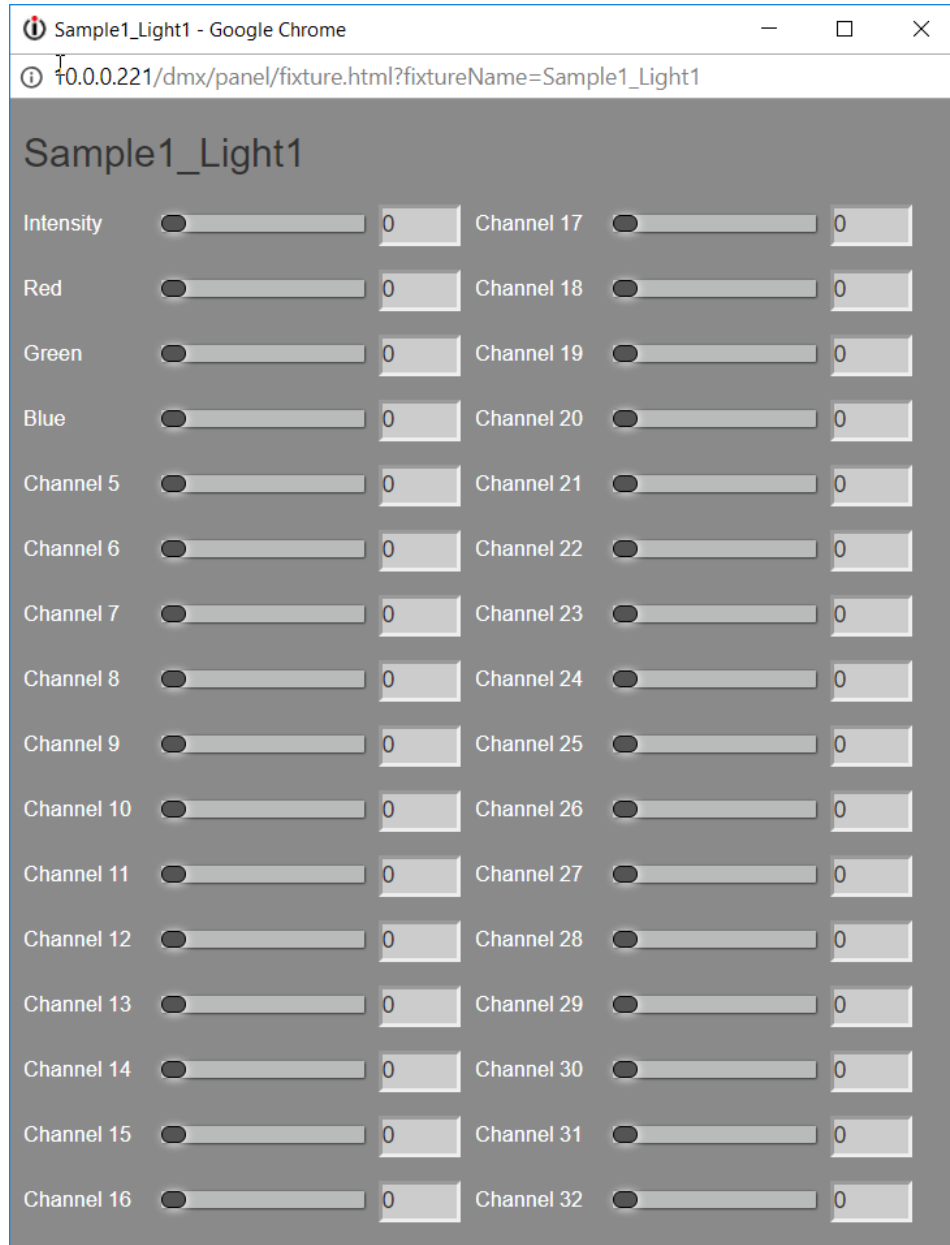 Sample1_Light1 - Google Chrome
10.0.0.221/dmx/panel/fixture.html?fixtureName=Sample1_Light1
Sample1_Light1
Intensity 0 Channel 17 0
Red 0 Channel 18 0
Green 0 Channel 19 0
Blue 0 Channel 20 0
Channel 5 0 Channel 21 0
Channel 6 0 Channel 22 0
Channel 7 0 Channel 23 0
Channel 8 0 Channel 24 0
Channel 9 0 Channel 25 0
Channel 10 0 Channel 26 0
Channel 11 0 Channel 27 0
Channel 12 0 Channel 28 0
Channel 13 0 Channel 29 0
Channel 14 0 Channel 30 0
Channel 15 0 Channel 31 0
Channel 16 0 Channel 32 0